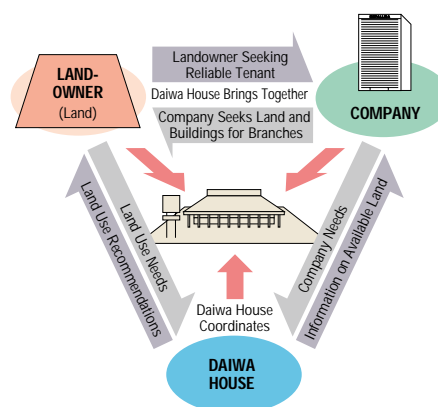 Landowner Seeking
Reliable Tenant
LAND-
OWNER
(Land)
Daiwa House Brings Together
Company Seeks Land and
Buildings for Branches
COMPANY
Land Use Recommendations
Land Use Needs
Company Needs
Information on Available Land
Daiwa House
Coordinates
DAIWA
HOUSE